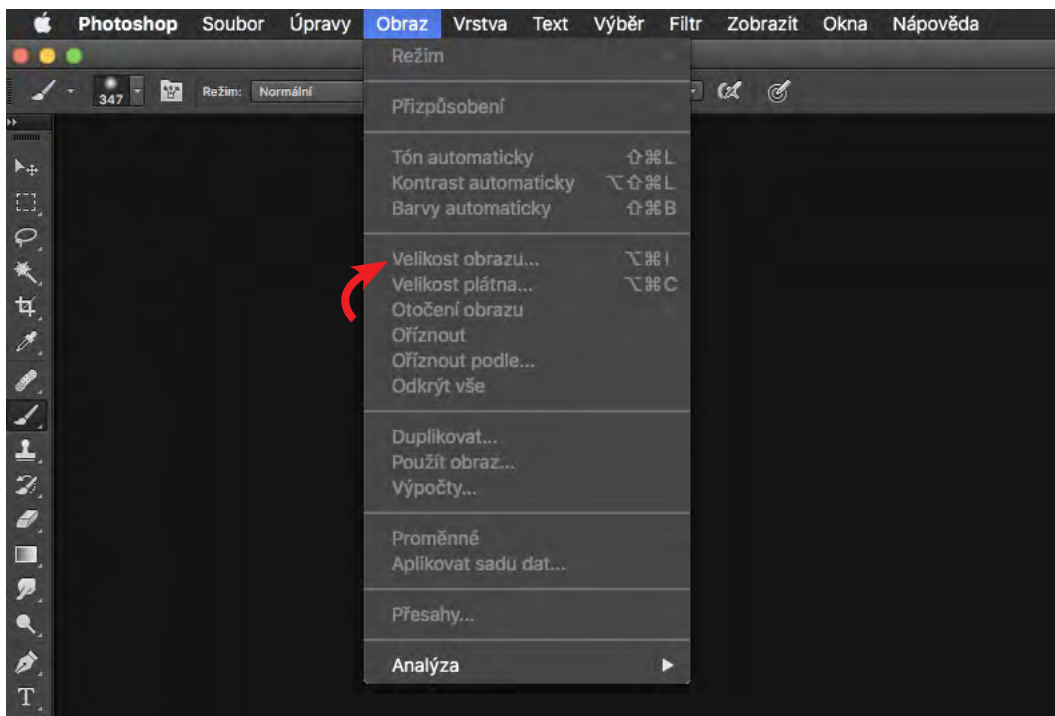 Photoshop Soubor Úpravy Obraz Vrstva Text Výběr Filtr Zobrazit Okna Nápověda
347 Režim: Normální
Režim
Přizpůsobení
Tón automaticky ⇧⌘L
Kontrast automaticky ⌥⇧⌘L
Barvy automaticky ⇧⌘B
Velikost obrazu... ⌥⌘I
Velikost plátna... ⌥⌘C
Otočení obrazu
Oříznout
Oříznout podle...
Odkrýt vše
Duplikovat...
Použít obraz...
Výpočty...
Proměnné
Aplikovat sadu dat...
Přesahy...
Analýza